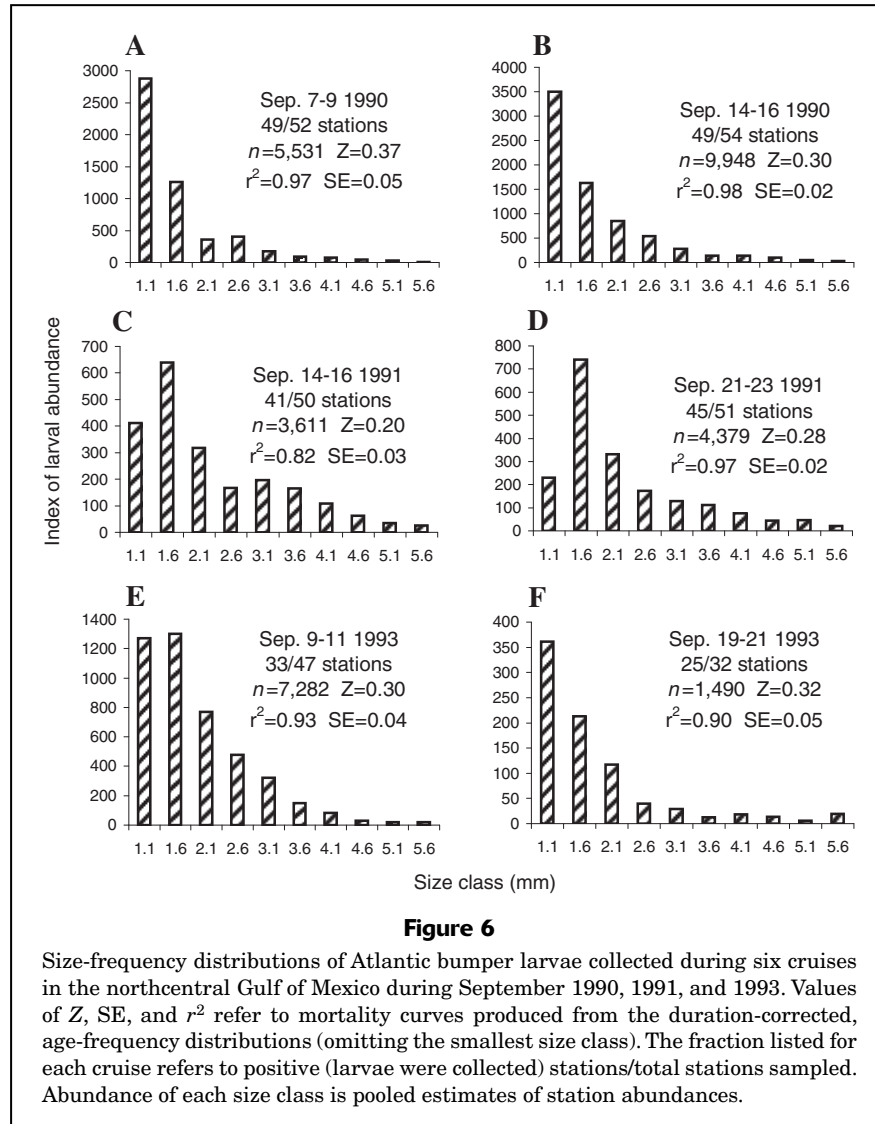 A
3000
2500
2000
1500
1000
500
0
Sep. 7-9 1990
49/52 stations
n=5,531 Z=0.37
r²=0.97 SE=0.05
1.1 1.6 2.1 2.6 3.1 3.6 4.1 4.6 5.1 5.6
B
4000
3500
3000
2500
2000
1500
1000
500
0
Sep. 14-16 1990
49/54 stations
n=9,948 Z=0.30
r²=0.98 SE=0.02
1.1 1.6 2.1 2.6 3.1 3.6 4.1 4.6 5.1 5.6
Index of larval abundance
C
700
600
500
400
300
200
100
0
Sep. 14-16 1991
41/50 stations
n=3,611 Z=0.20
r²=0.82 SE=0.03
1.1 1.6 2.1 2.6 3.1 3.6 4.1 4.6 5.1 5.6
D
800
700
600
500
400
300
200
100
0
Sep. 21-23 1991
45/51 stations
n=4,379 Z=0.28
r²=0.97 SE=0.02
1.1 1.6 2.1 2.6 3.1 3.6 4.1 4.6 5.1 5.6
E
1400
1200
1000
800
600
400
200
0
Sep. 9-11 1993
33/47 stations
n=7,282 Z=0.30
r²=0.93 SE=0.04
1.1 1.6 2.1 2.6 3.1 3.6 4.1 4.6 5.1 5.6
F
400
350
300
250
200
150
100
50
0
Sep. 19-21 1993
25/32 stations
n=1,490 Z=0.32
r²=0.90 SE=0.05
1.1 1.6 2.1 2.6 3.1 3.6 4.1 4.6 5.1 5.6
Size class (mm)
Figure 6
Size-frequency distributions of Atlantic bumper larvae collected during six cruises
in the northcentral Gulf of Mexico during September 1990, 1991, and 1993. Values
of Z, SE, and r² refer to mortality curves produced from the duration-corrected,
age-frequency distributions (omitting the smallest size class). The fraction listed for
each cruise refers to positive (larvae were collected) stations/total stations sampled.
Abundance of each size class is pooled estimates of station abundances.